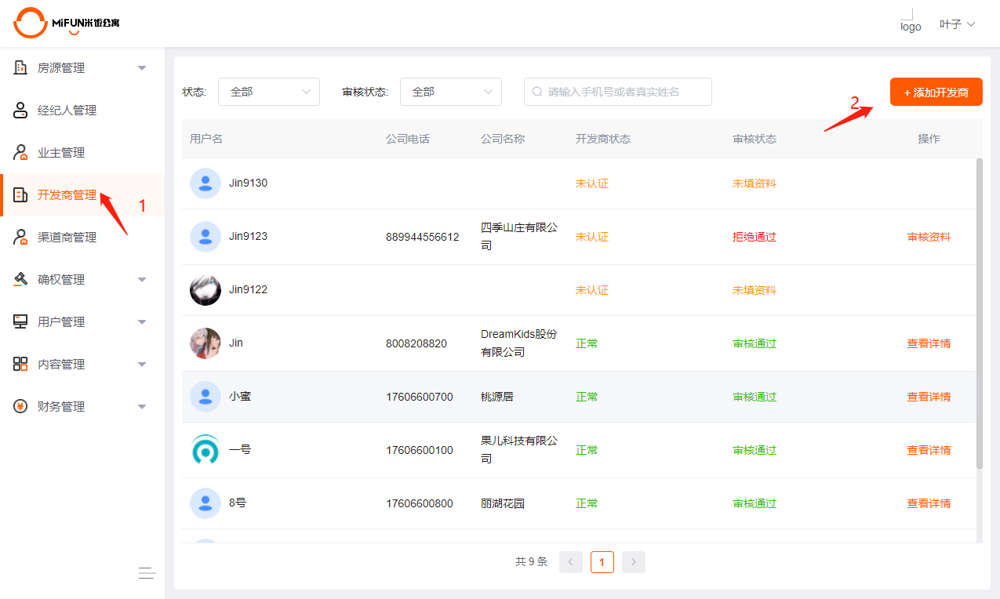 MiFUN米饭公寓
logo 叶子
房源管理
经纪人管理
业主管理
开发商管理
1
渠道商管理
确权管理
用户管理
内容管理
财务管理
状态: 全部 审核状态: 全部 请输入手机号或者真实姓名 + 添加开发商
2
用户名 公司电话 公司名称 开发商状态 审核状态 操作
Jin9130 未认证 未填资料
Jin9123 889944556612 四季山庄有限公司 未认证 拒绝通过 审核资料
Jin9122 未认证 未填资料
Jin 8008208820 DreamKids股份有限公司 正常 审核通过 查看详情
小蜜 17606600700 桃源居 正常 审核通过 查看详情
一号 17606600100 果儿科技有限公司 正常 审核通过 查看详情
8号 17606600800 丽湖花园 正常 审核通过 查看详情
共 9 条 1